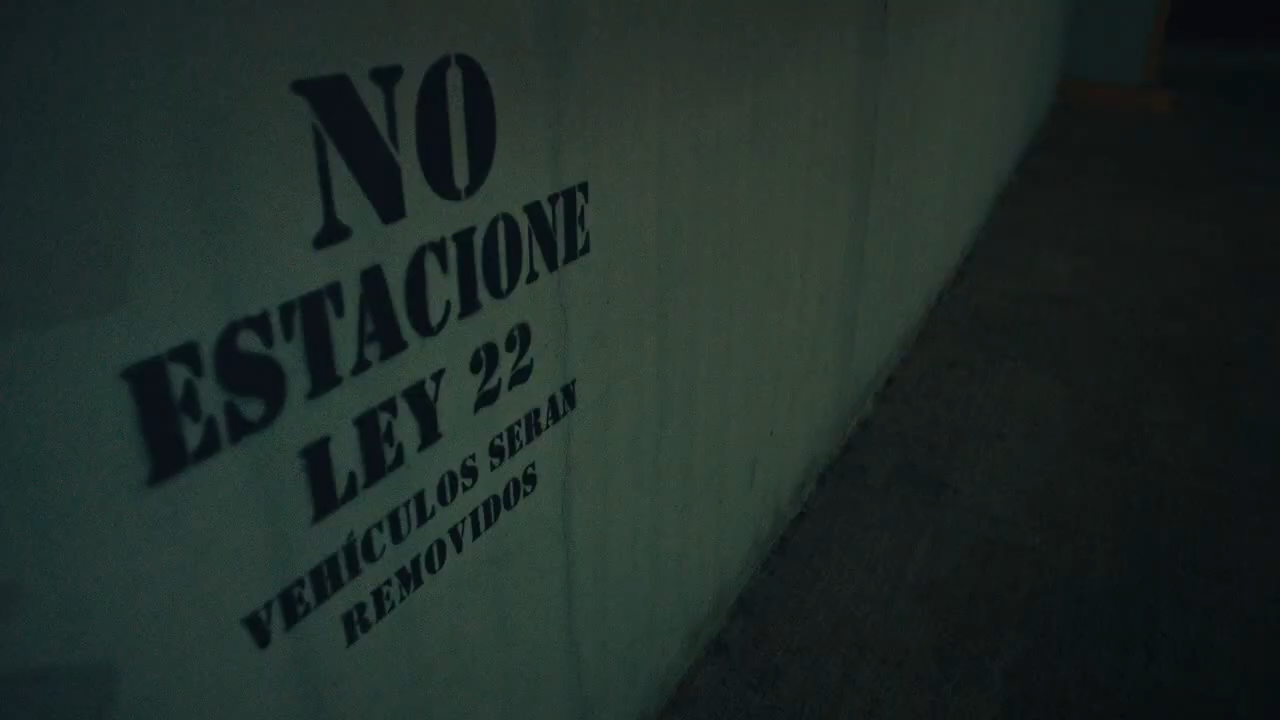 NO
ESTACIONE
LEY 22
VEHÍCULOS SERAN
REMOVIDOS